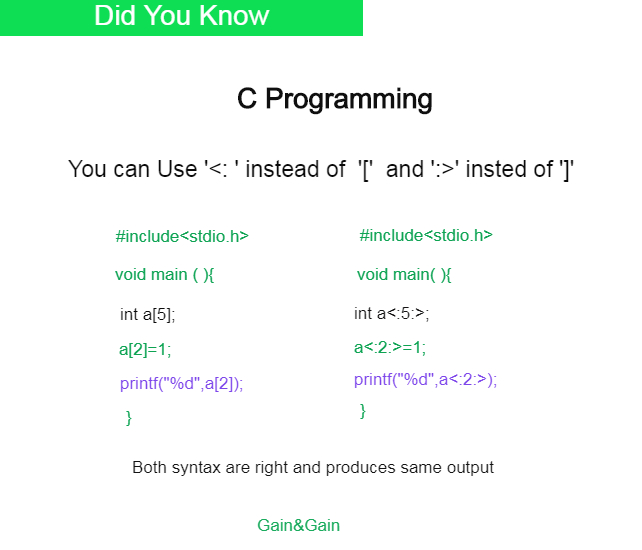 Did You Know
C Programming
You can Use '<: ' instead of  '['  and ':>' insted of ']'
#include<stdio.h>
void main ( ){
int a[5];
a[2]=1;
printf("%d",a[2]);
}
#include<stdio.h>
void main( ){
int a<:5:>;
a<:2:>=1;
printf("%d",a<:2:>);
}
Both syntax are right and produces same output
Gain&Gain